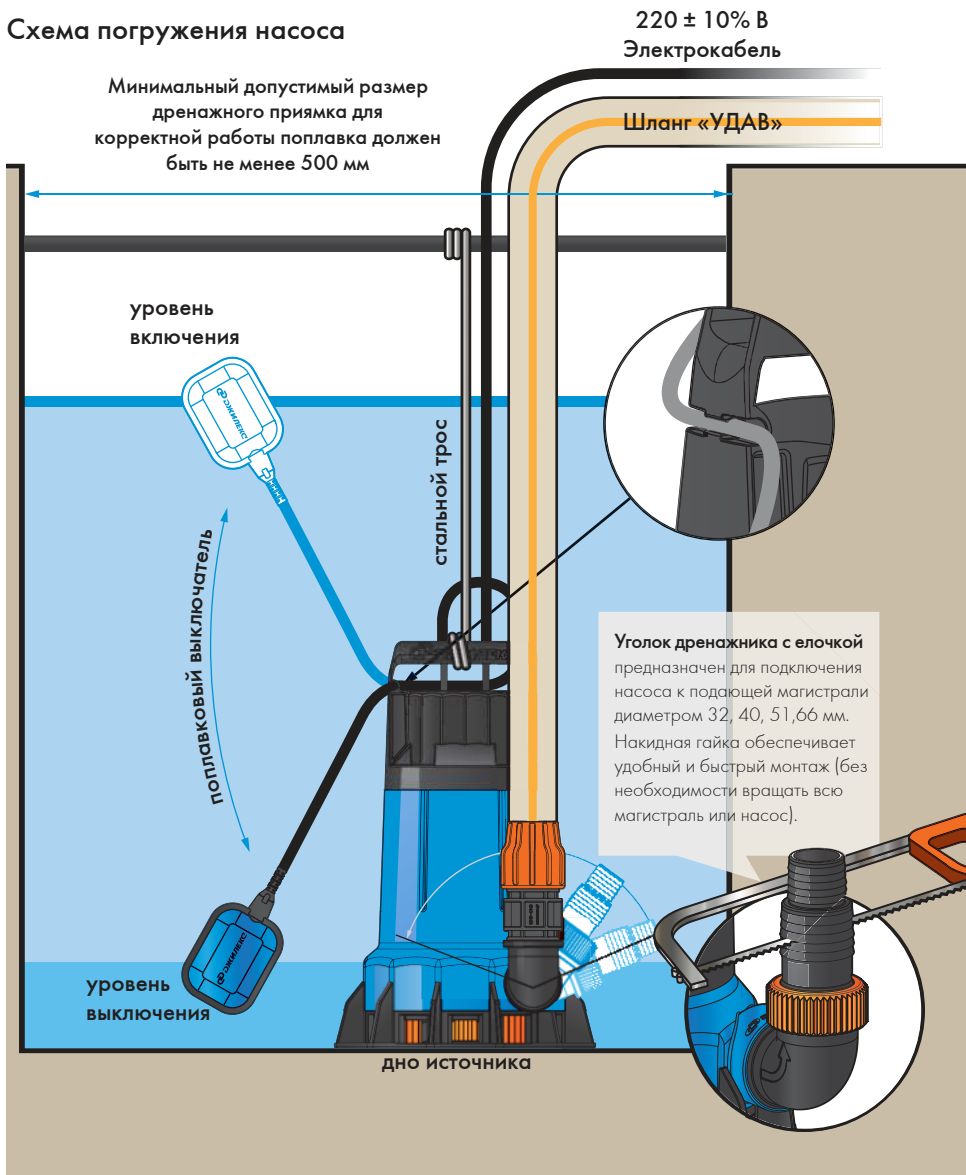 Схема погружения насоса
220 ± 10% В
Электрокабель
Минимальный допустимый размер
дренажного приямка для
корректной работы поплавка должен
быть не менее 500 мм
Шланг «УДАВ»
уровень
включения
ДЖИЛЕКС
стальной трос
поплавковый выключатель
Уголок дренажника с елочкой
предназначен для подключения
насоса к подающей магистрали
диаметром 32, 40, 51,66 мм.
Накидная гайка обеспечивает
удобный и быстрый монтаж (без
необходимости вращать всю
магистраль или насос).
ДЖИЛЕКС
уровень
выключения
дно источника